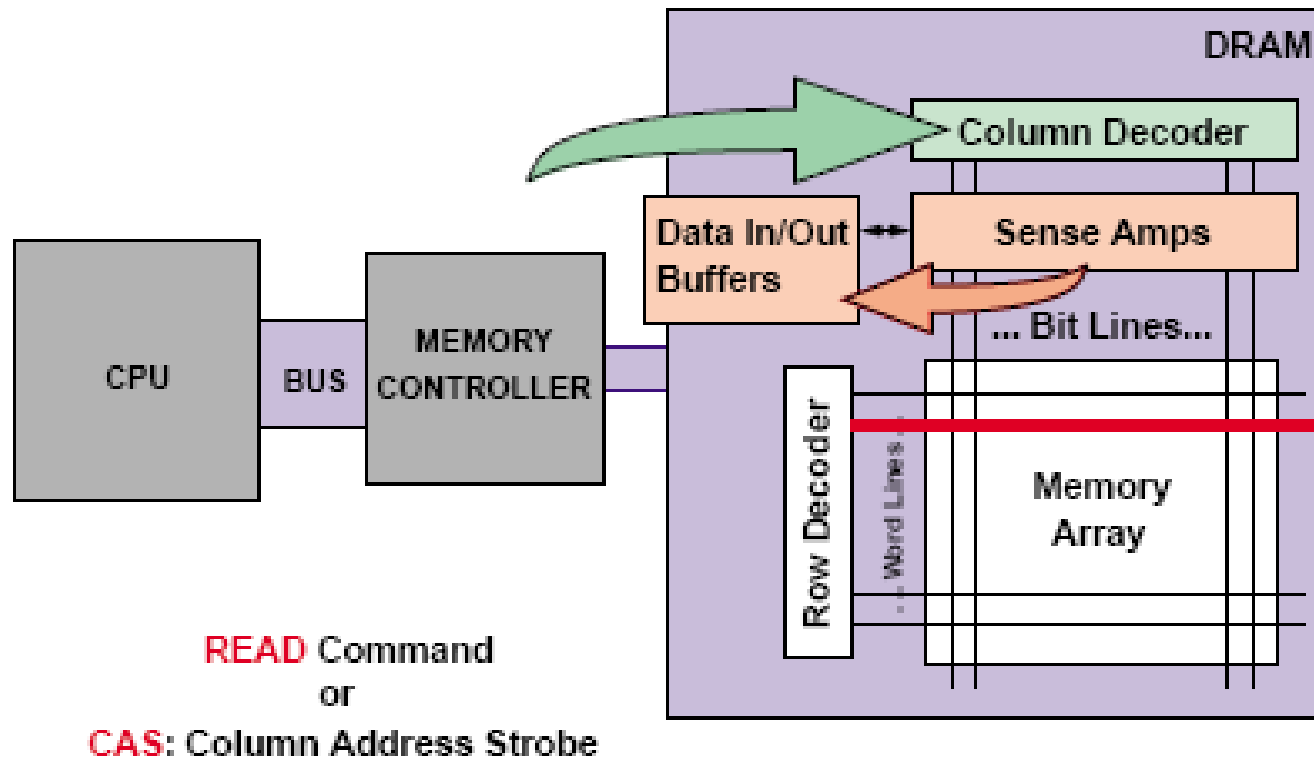 DRAM
Column Decoder
Data In/Out
Buffers
Sense Amps
... Bit Lines...
CPU
BUS
MEMORY
CONTROLLER
Row Decoder
... Word Lines ...
Memory
Array
READ Command
or
CAS: Column Address Strobe